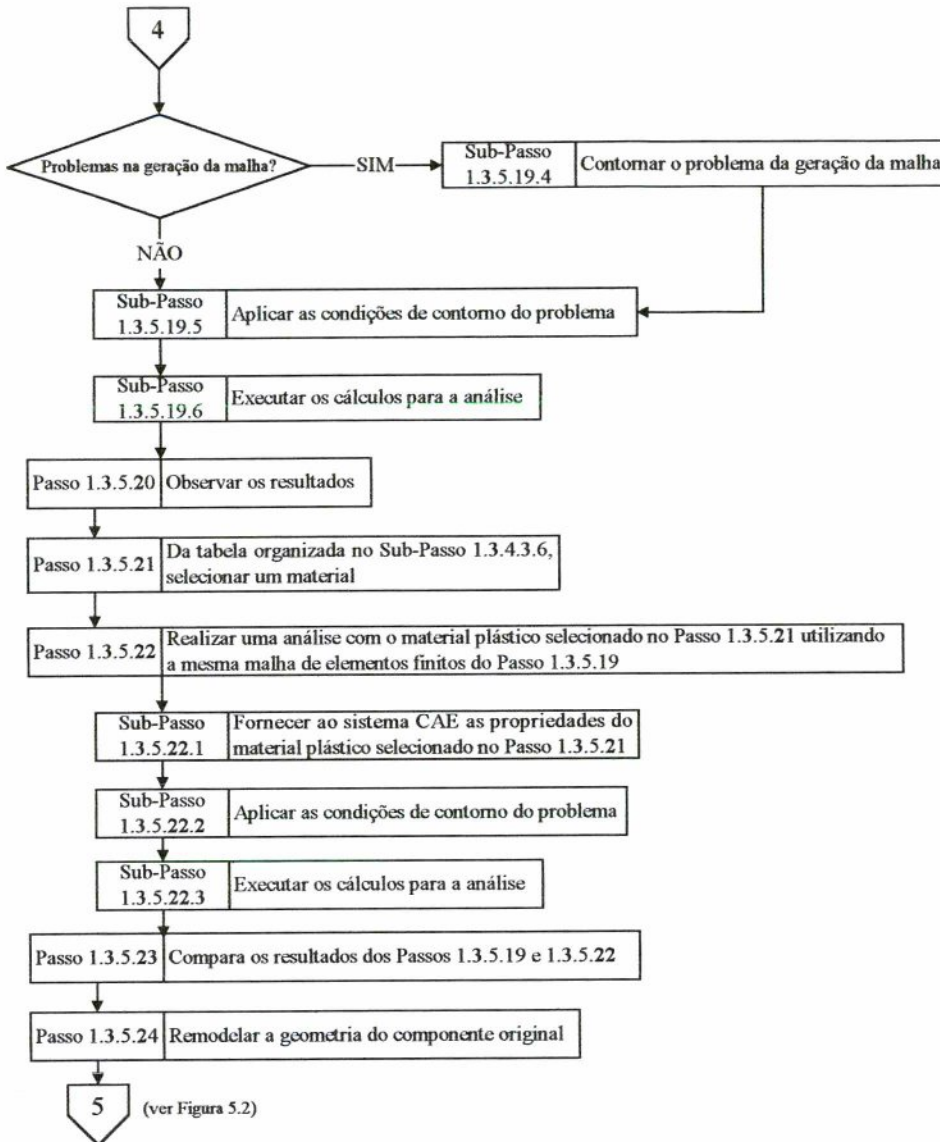 4
Problemas na geração da malha?
SIM
Sub-Passo
1.3.5.19.4
Contornar o problema da geração da malha
NÃO
Sub-Passo
1.3.5.19.5
Aplicar as condições de contorno do problema
Sub-Passo
1.3.5.19.6
Executar os cálculos para a análise
Passo 1.3.5.20
Observar os resultados
Passo 1.3.5.21
Da tabela organizada no Sub-Passo 1.3.4.3.6,
selecionar um material
Passo 1.3.5.22
Realizar uma análise com o material plástico selecionado no Passo 1.3.5.21 utilizando
a mesma malha de elementos finitos do Passo 1.3.5.19
Sub-Passo
1.3.5.22.1
Fornecer ao sistema CAE as propriedades do
material plástico selecionado no Passo 1.3.5.21
Sub-Passo
1.3.5.22.2
Aplicar as condições de contorno do problema
Sub-Passo
1.3.5.22.3
Executar os cálculos para a análise
Passo 1.3.5.23
Compara os resultados dos Passos 1.3.5.19 e 1.3.5.22
Passo 1.3.5.24
Remodelar a geometria do componente original
5
(ver Figura 5.2)